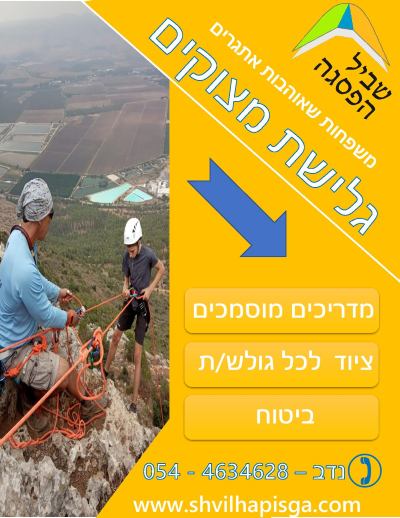 שביל
הפסגה
משפחות שאוהבות אתגרים
גלישת מצוקים
מדריכים מוסמכים
ציוד לכל גולש/ת
ביטוח
נדב – 4634628 - 054
www.shvilhapisga.com